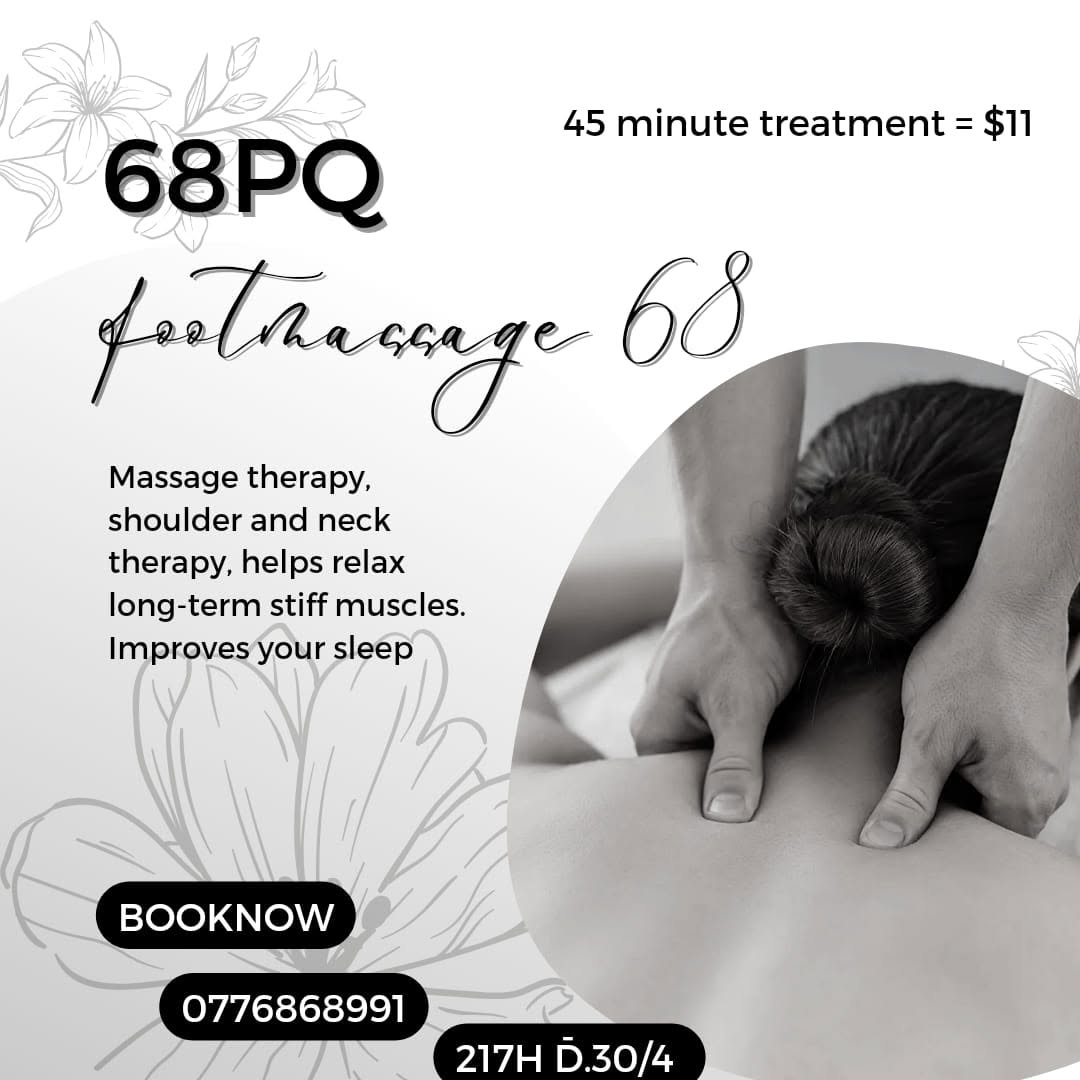 45 minute treatment = $11
68PQ
footmassage 68
Massage therapy,
shoulder and neck
therapy, helps relax
long-term stiff muscles.
Improves your sleep
BOOKNOW
0776868991
217H Đ.30/4